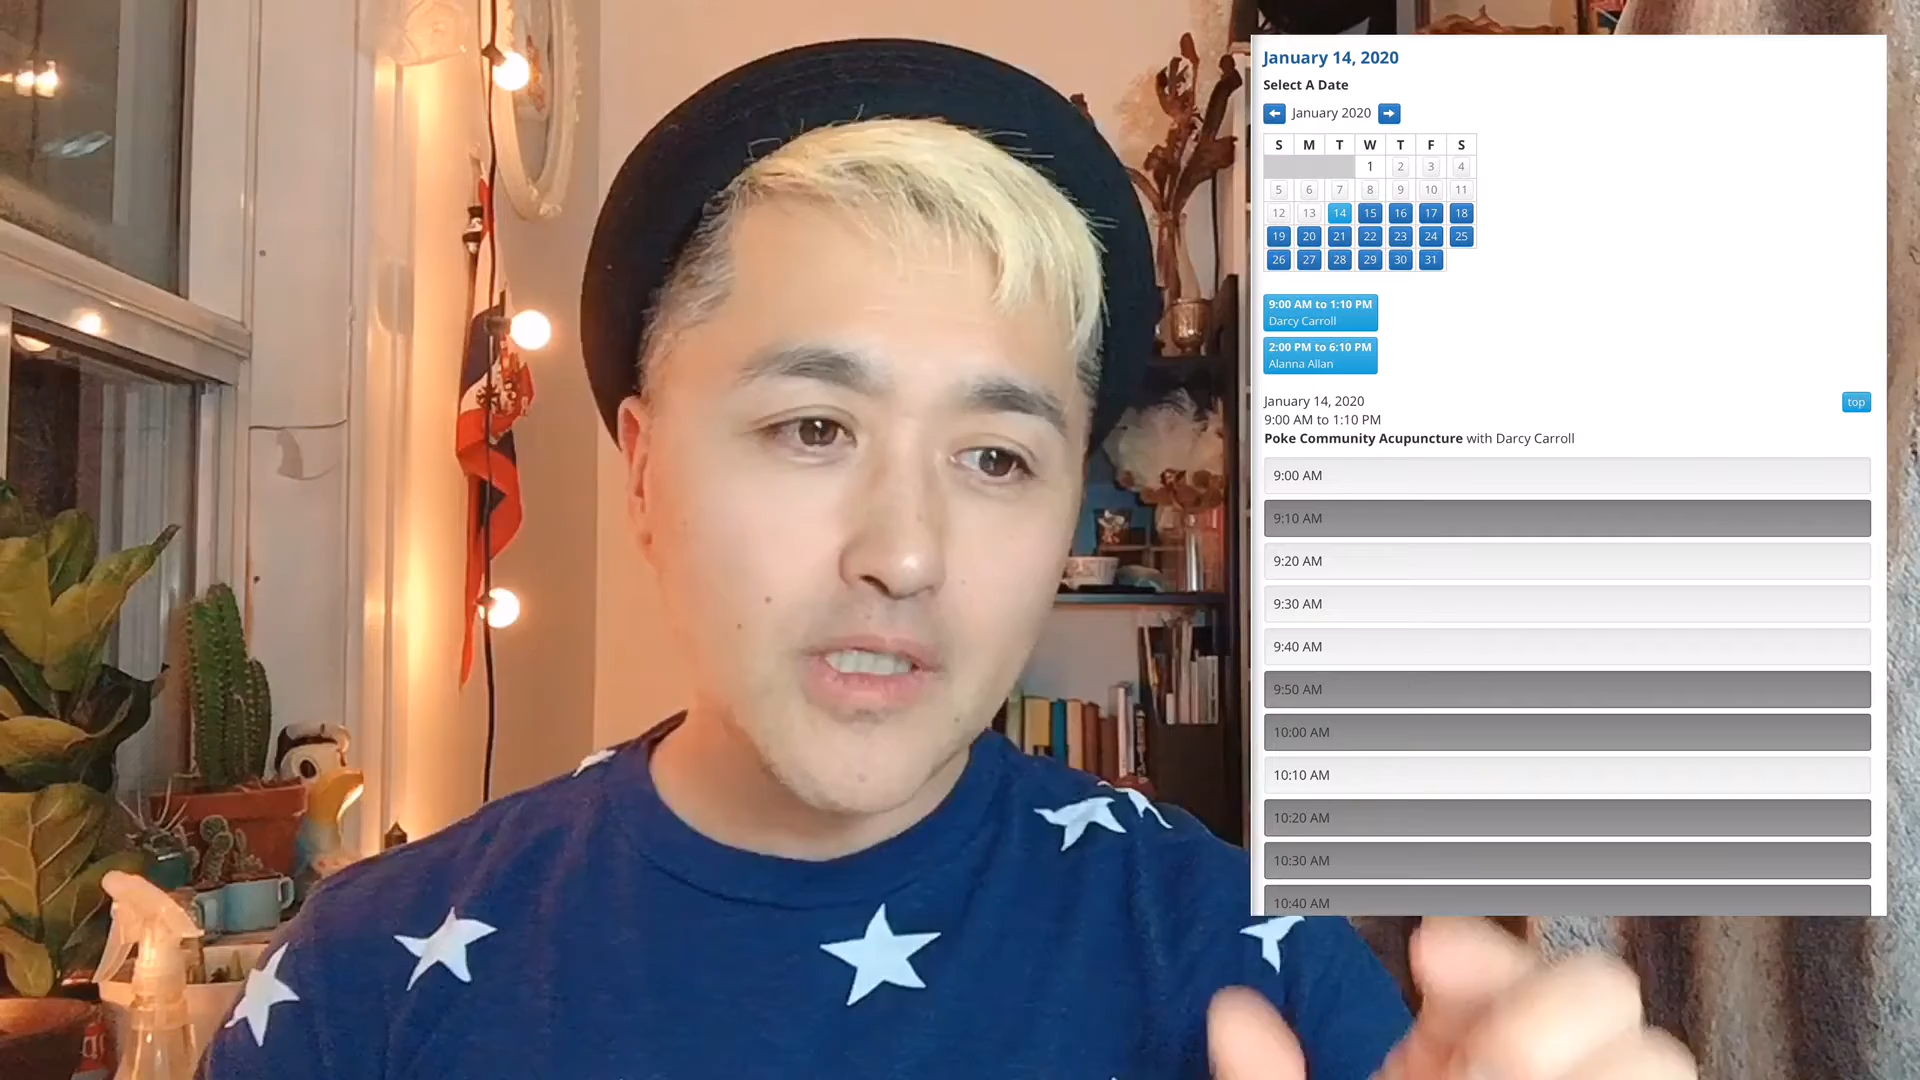 January 14, 2020
Select A Date
January 2020
S M T W T F S
1 2 3 4
5 6 7 8 9 10 11
12 13 14 15 16 17 18
19 20 21 22 23 24 25
26 27 28 29 30 31
9:00 AM to 1:10 PM
Darcy Carroll
2:00 PM to 6:10 PM
Alanna Allan
January 14, 2020
top
9:00 AM to 1:10 PM
Poke Community Acupuncture with Darcy Carroll
9:00 AM
9:10 AM
9:20 AM
9:30 AM
9:40 AM
9:50 AM
10:00 AM
10:10 AM
10:20 AM
10:30 AM
10:40 AM